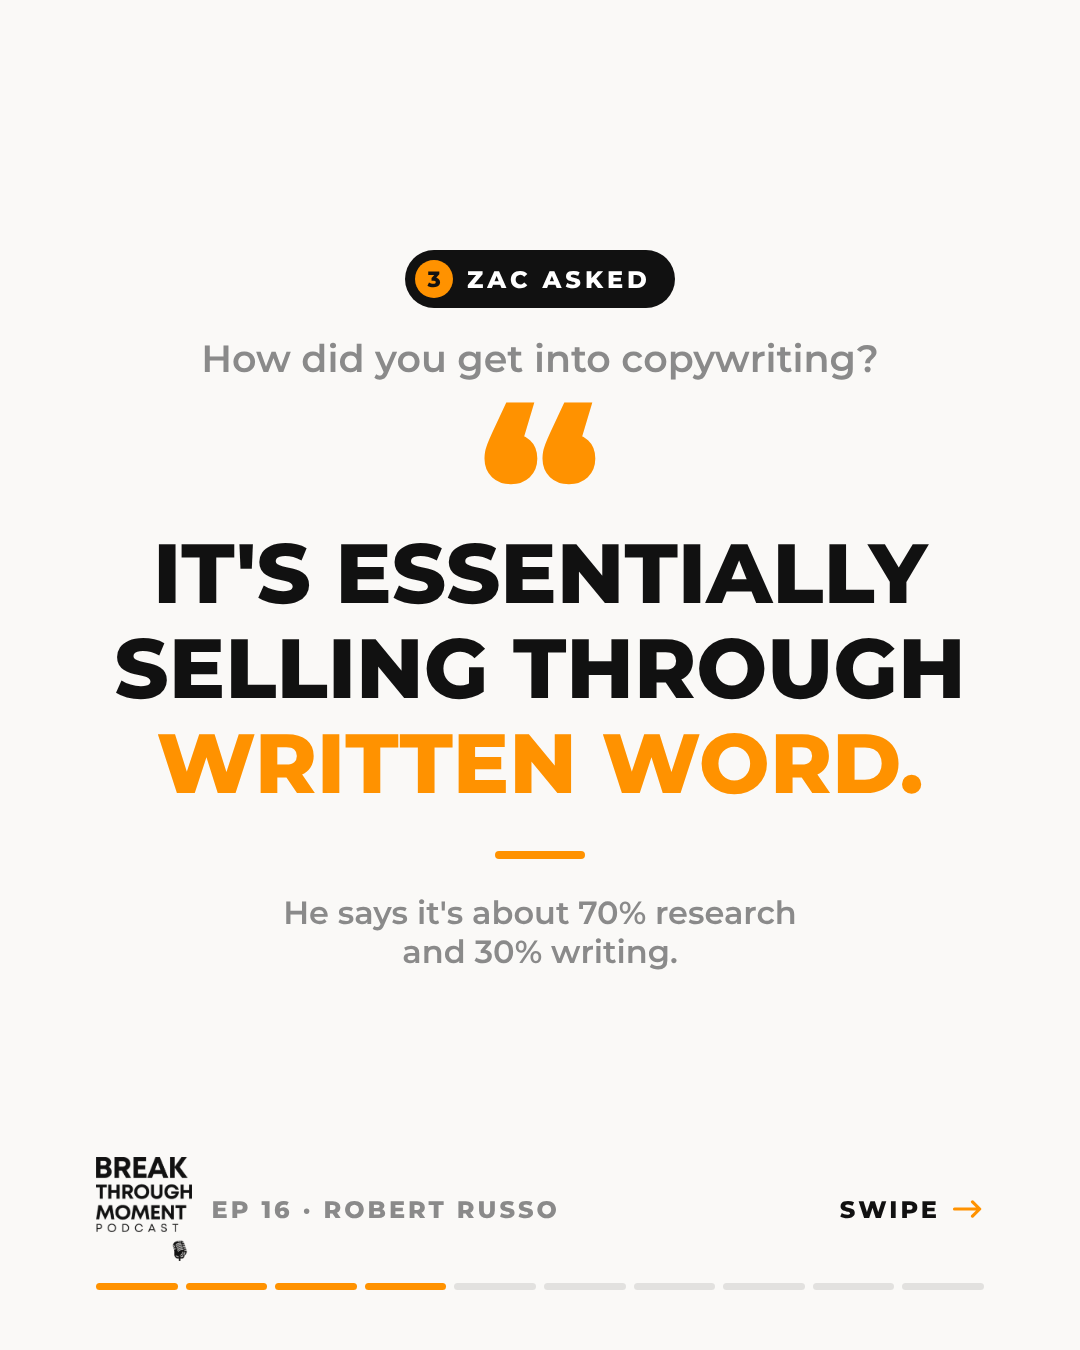 3 ZAC ASKED
How did you get into copywriting?
“
IT'S ESSENTIALLY
SELLING THROUGH
WRITTEN WORD.
He says it's about 70% research
and 30% writing.
BREAK
THROUGH
MOMENT
PODCAST
EP 16 · ROBERT RUSSO
SWIPE →